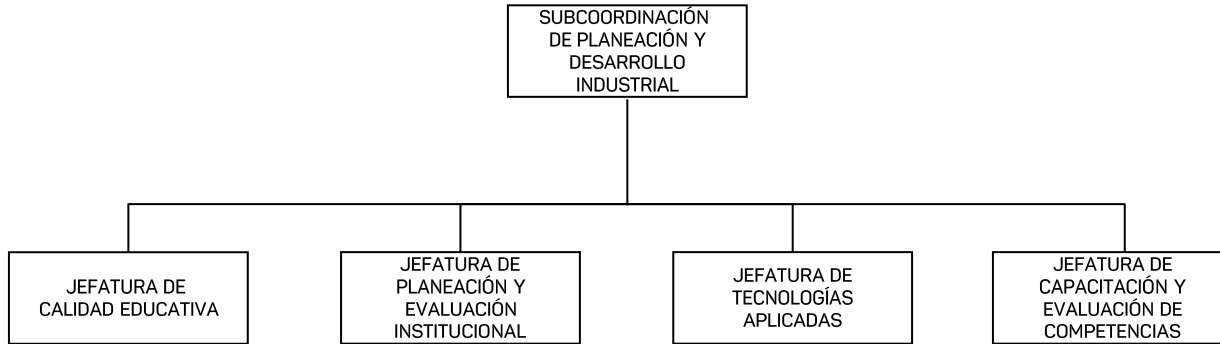 SUBCOORDINACIÓN
DE PLANEACIÓN Y
DESARROLLO
INDUSTRIAL
JEFATURA DE
CALIDAD EDUCATIVA
JEFATURA DE
PLANEACIÓN Y
EVALUACIÓN
INSTITUCIONAL
JEFATURA DE
TECNOLOGÍAS
APLICADAS
JEFATURA DE
CAPACITACIÓN Y
EVALUACIÓN DE
COMPETENCIAS